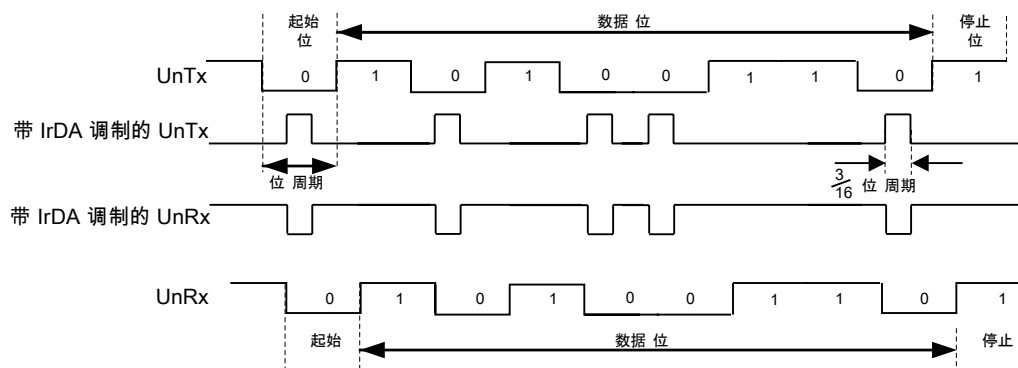 起始
位
数据 位
停止
位
UnTx
0 1 0 1 0 0 1 1 0 1
带 IrDA 调制的 UnTx
位 周期
3/16 位 周期
带 IrDA 调制的 UnRx
UnRx
0 1 0 1 0 0 1 1 0 1
起始
数据 位
停止